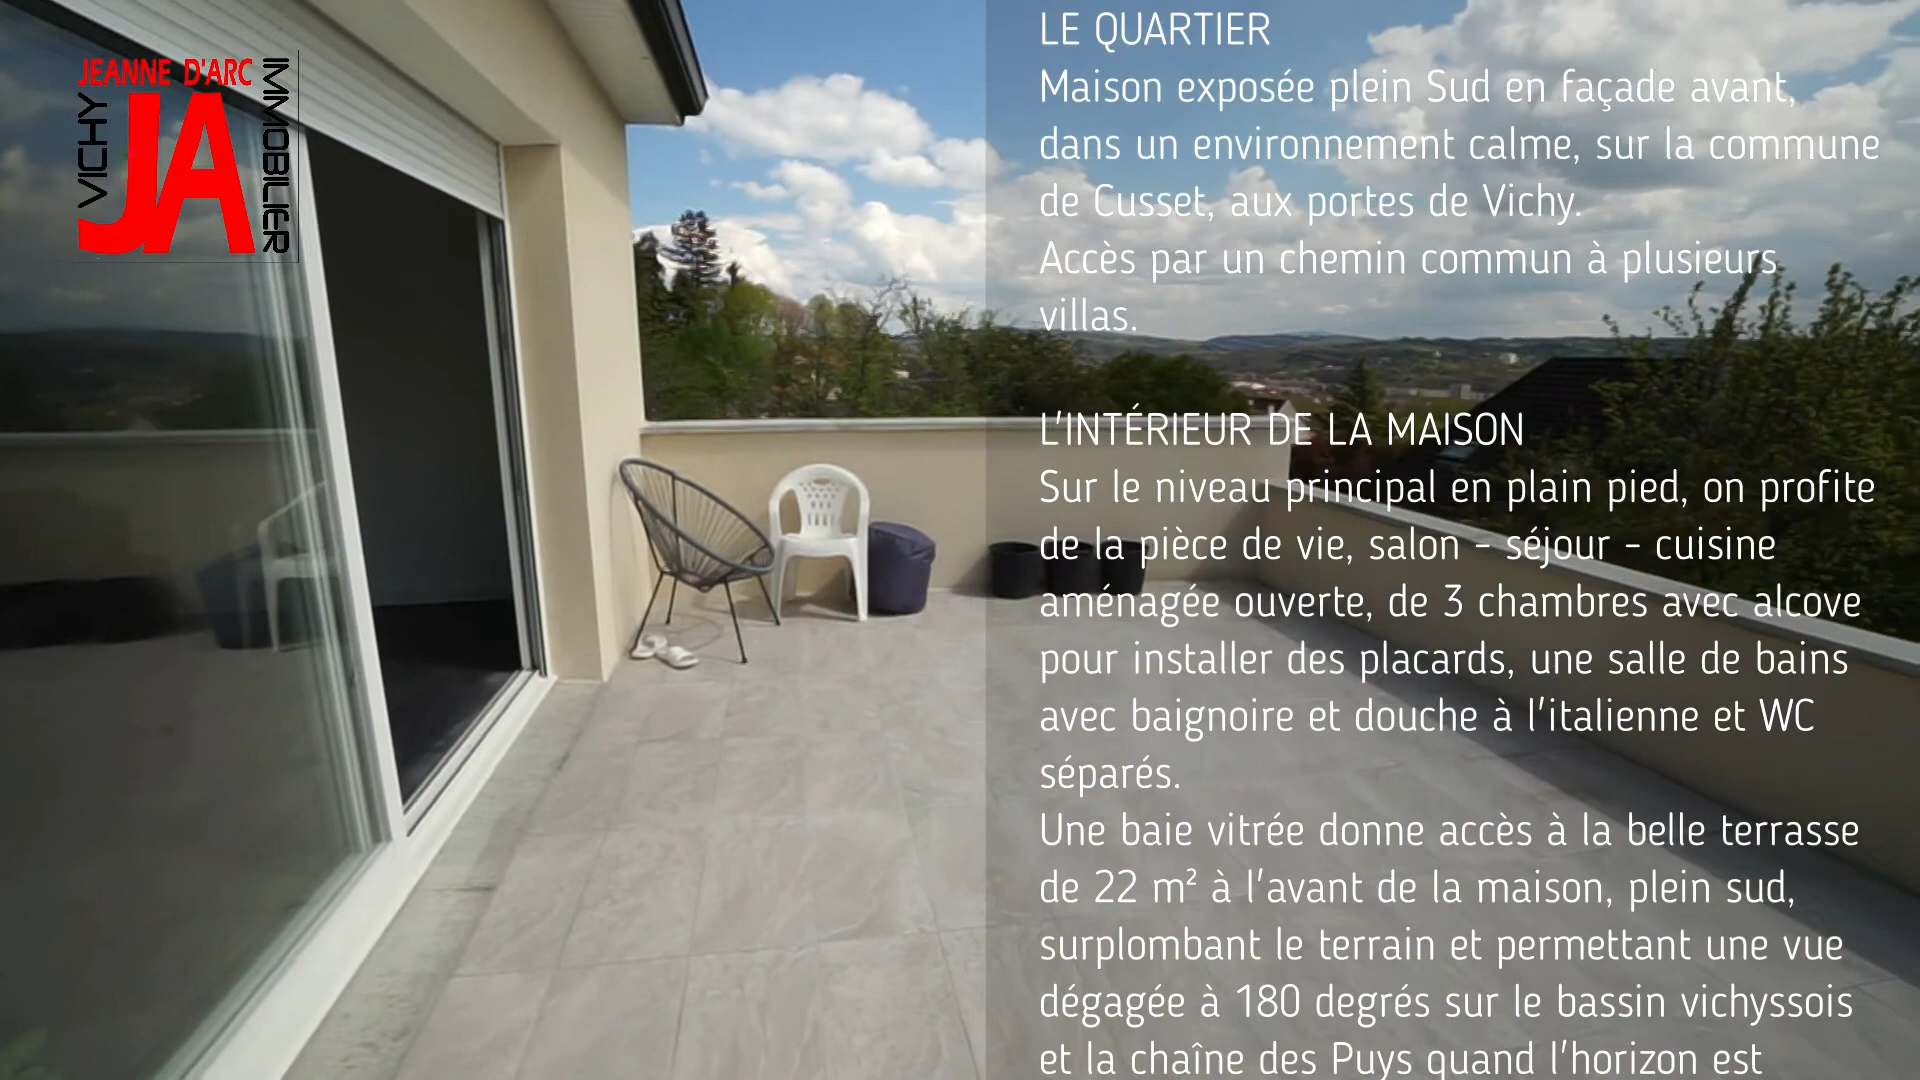 JEANNE D'ARC
VICHY
JA
IMMOBILIER
LE QUARTIER
Maison exposée plein Sud en façade avant,
dans un environnement calme, sur la commune
de Cusset, aux portes de Vichy.
Accès par un chemin commun à plusieurs
villas.
L'INTÉRIEUR DE LA MAISON
Sur le niveau principal en plain pied, on profite
de la pièce de vie, salon - séjour - cuisine
aménagée ouverte, de 3 chambres avec alcove
pour installer des placards, une salle de bains
avec baignoire et douche à l'italienne et WC
séparés.
Une baie vitrée donne accès à la belle terrasse
de 22 m² à l'avant de la maison, plein sud,
surplombant le terrain et permettant une vue
dégagée à 180 degrés sur le bassin vichyssois
et la chaîne des Puys quand l'horizon est